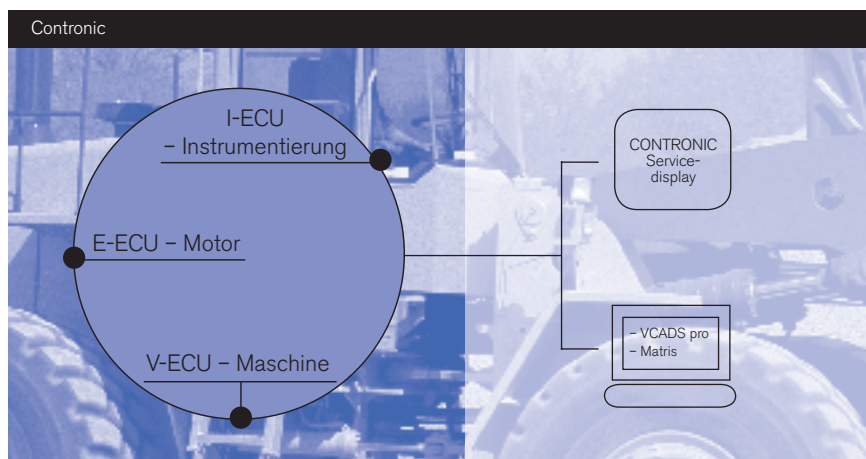 Contronic
I-ECU
– Instrumentierung
E-ECU – Motor
V-ECU – Maschine
CONTRONIC
Service-
display
– VCADS pro
– Matris